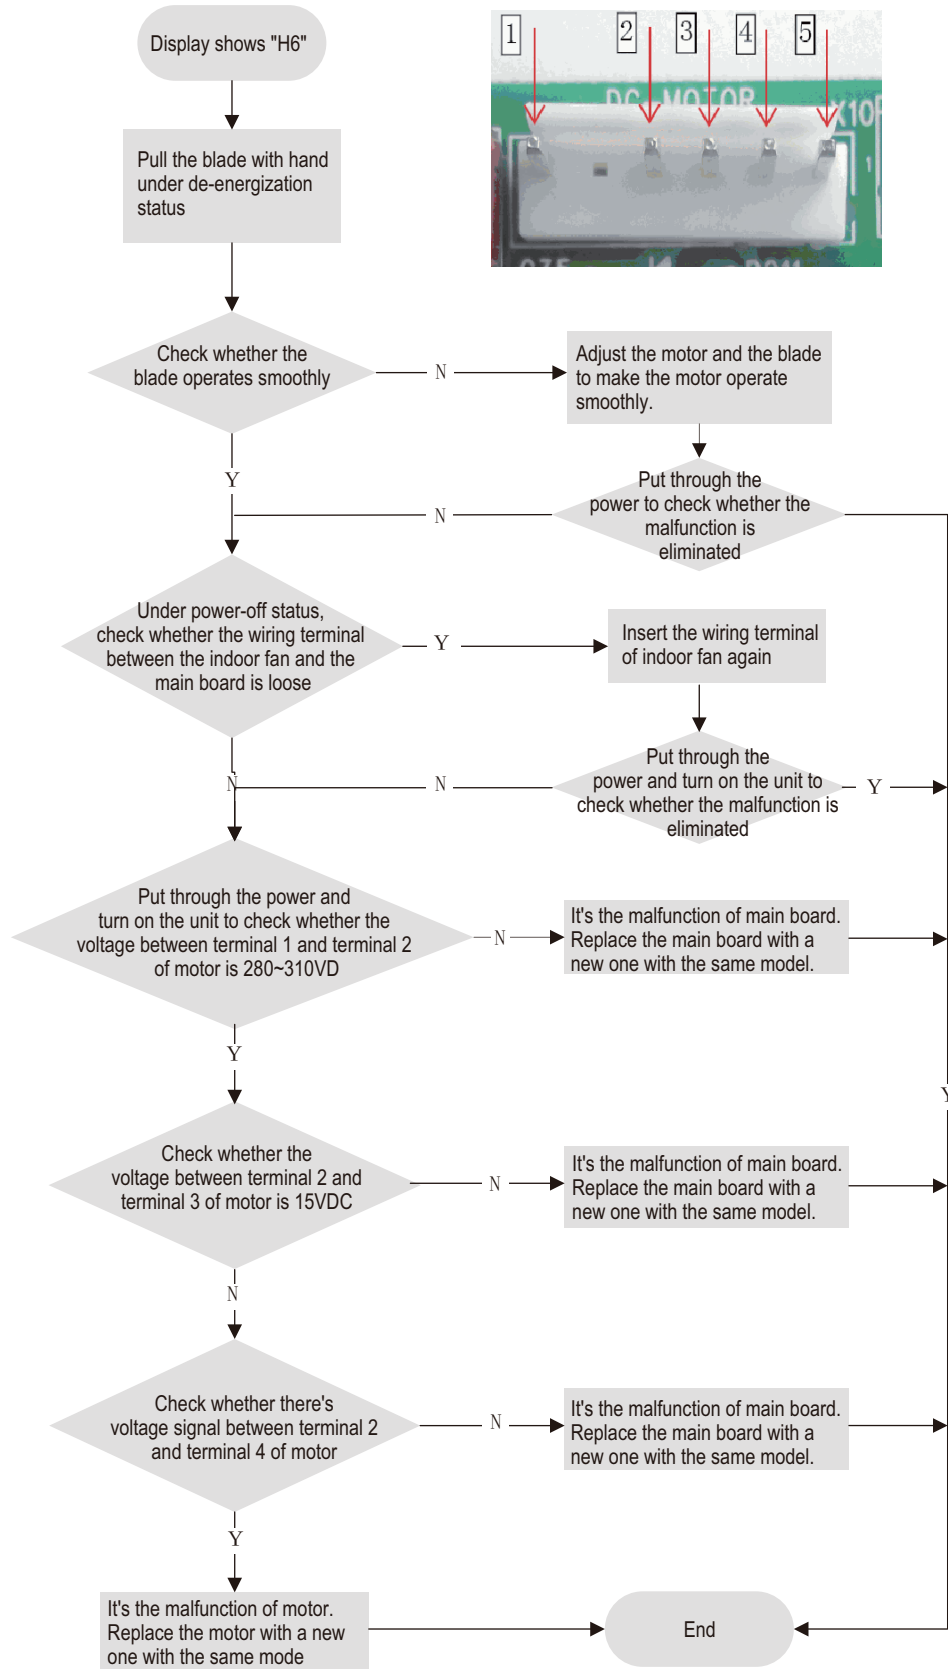 Display shows "H6"
1
2
3
4
5
DC MOTOR
X10
1
Pull the blade with hand
under de-energization
status
Check whether the
blade operates smoothly
N
Adjust the motor and the blade
to make the motor operate
smoothly.
Y
Put through the
power to check whether the
malfunction is
eliminated
N
Under power-off status,
check whether the wiring terminal
between the indoor fan and the
main board is loose
Y
Insert the wiring terminal
of indoor fan again
N
Put through the
power and turn on the unit to
check whether the malfunction is
eliminated
N
Y
Put through the power and
turn on the unit to check whether the
voltage between terminal 1 and terminal 2
of motor is 280~310VD
N
It's the malfunction of main board.
Replace the main board with a
new one with the same model.
Y
Y
Check whether the
voltage between terminal 2 and
terminal 3 of motor is 15VDC
N
It's the malfunction of main board.
Replace the main board with a
new one with the same model.
N
Check whether there's
voltage signal between terminal 2
and terminal 4 of motor
N
It's the malfunction of main board.
Replace the main board with a
new one with the same model.
Y
It's the malfunction of motor.
Replace the motor with a new
one with the same mode
End